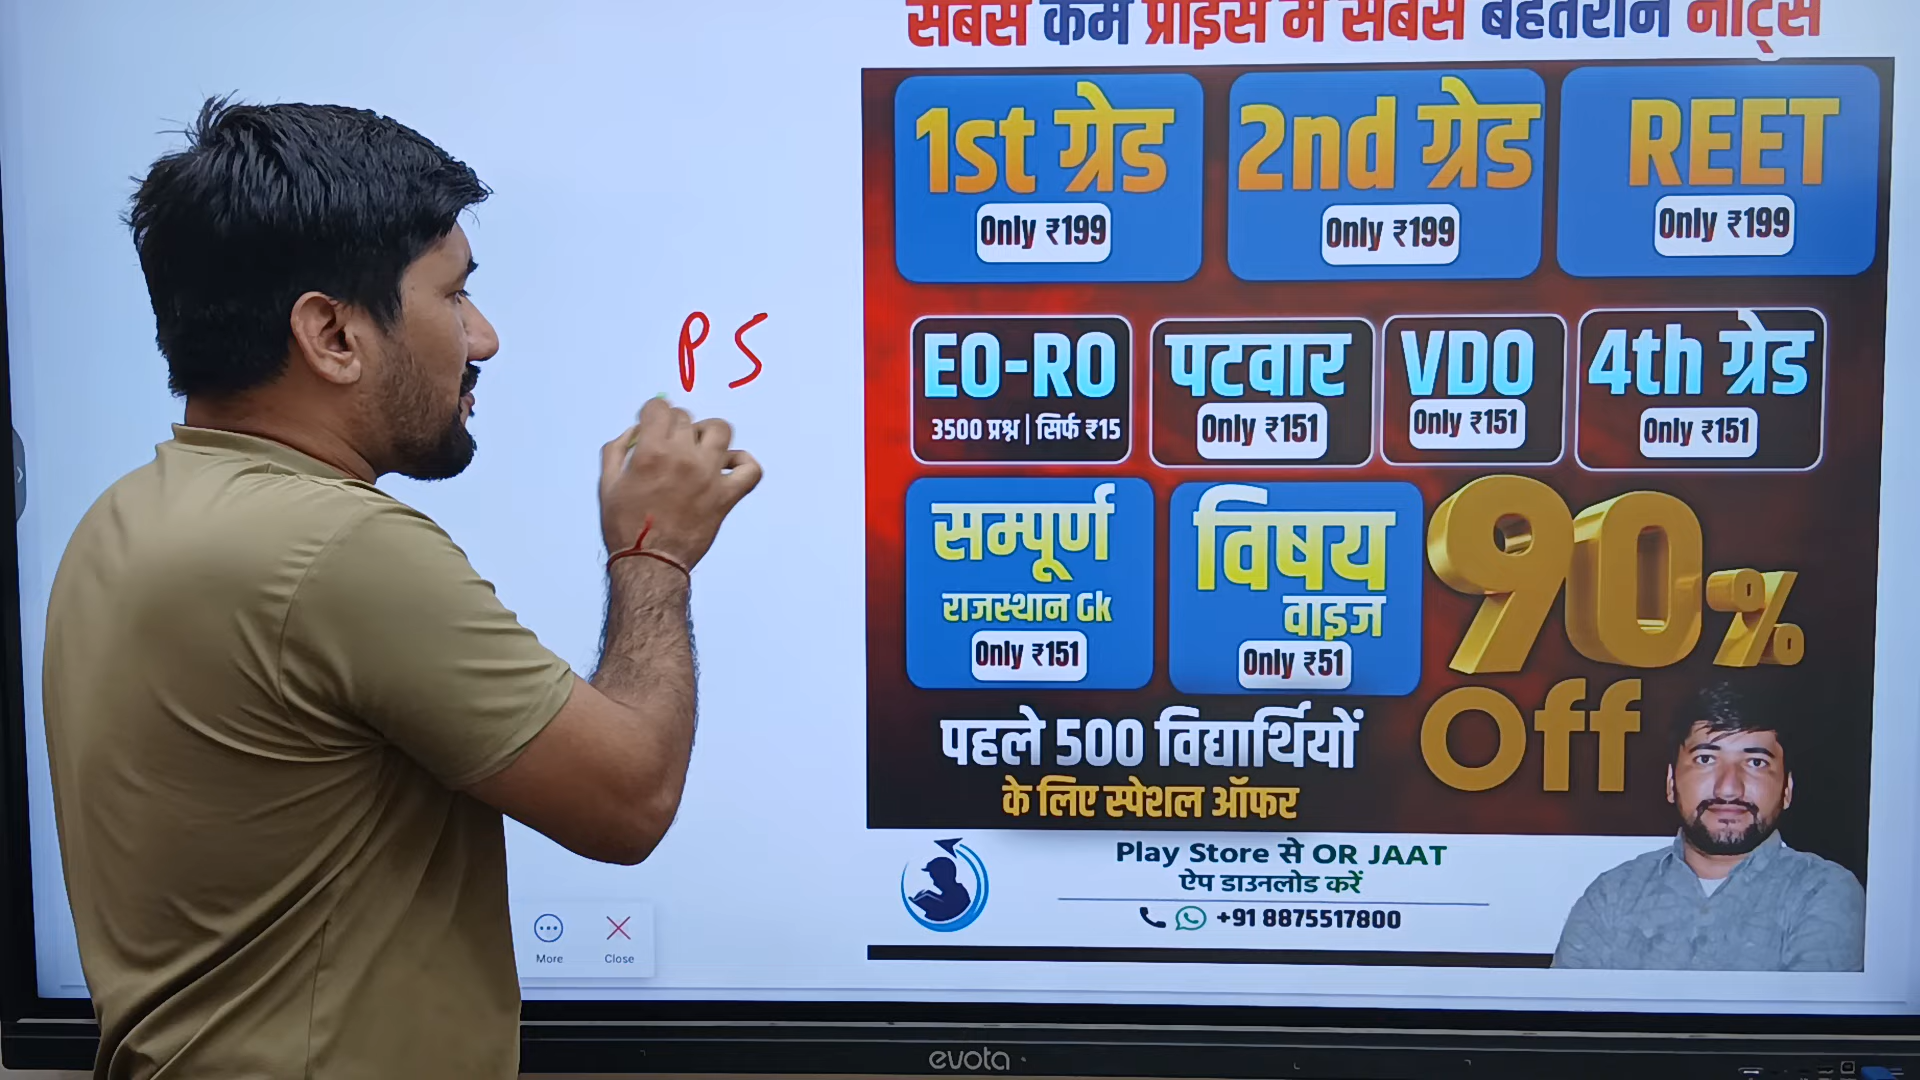 सबसे कम प्राइस में सबसे बेहतरीन नोट्स
1st ग्रेड
Only ₹199
2nd ग्रेड
Only ₹199
REET
Only ₹199
P S
EO-RO
3500 प्रश्न | सिर्फ ₹15
पटवार
Only ₹151
VDO
Only ₹151
4th ग्रेड
Only ₹151
सम्पूर्ण
राजस्थान Gk
Only ₹151
विषय
वाइज
Only ₹51
90%
Off
पहले 500 विद्यार्थियों
के लिए स्पेशल ऑफर
Play Store से OR JAAT
ऐप डाउनलोड करें
+91 8875517800
More
Close
evota